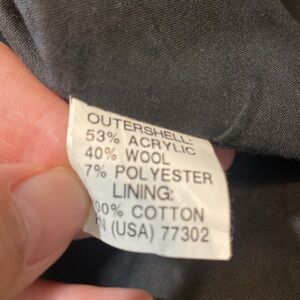 OUTERSHELL:
53% ACRYLIC
40% WOOL
7% POLYESTER
LINING:
00% COTTON
N (USA) 77302